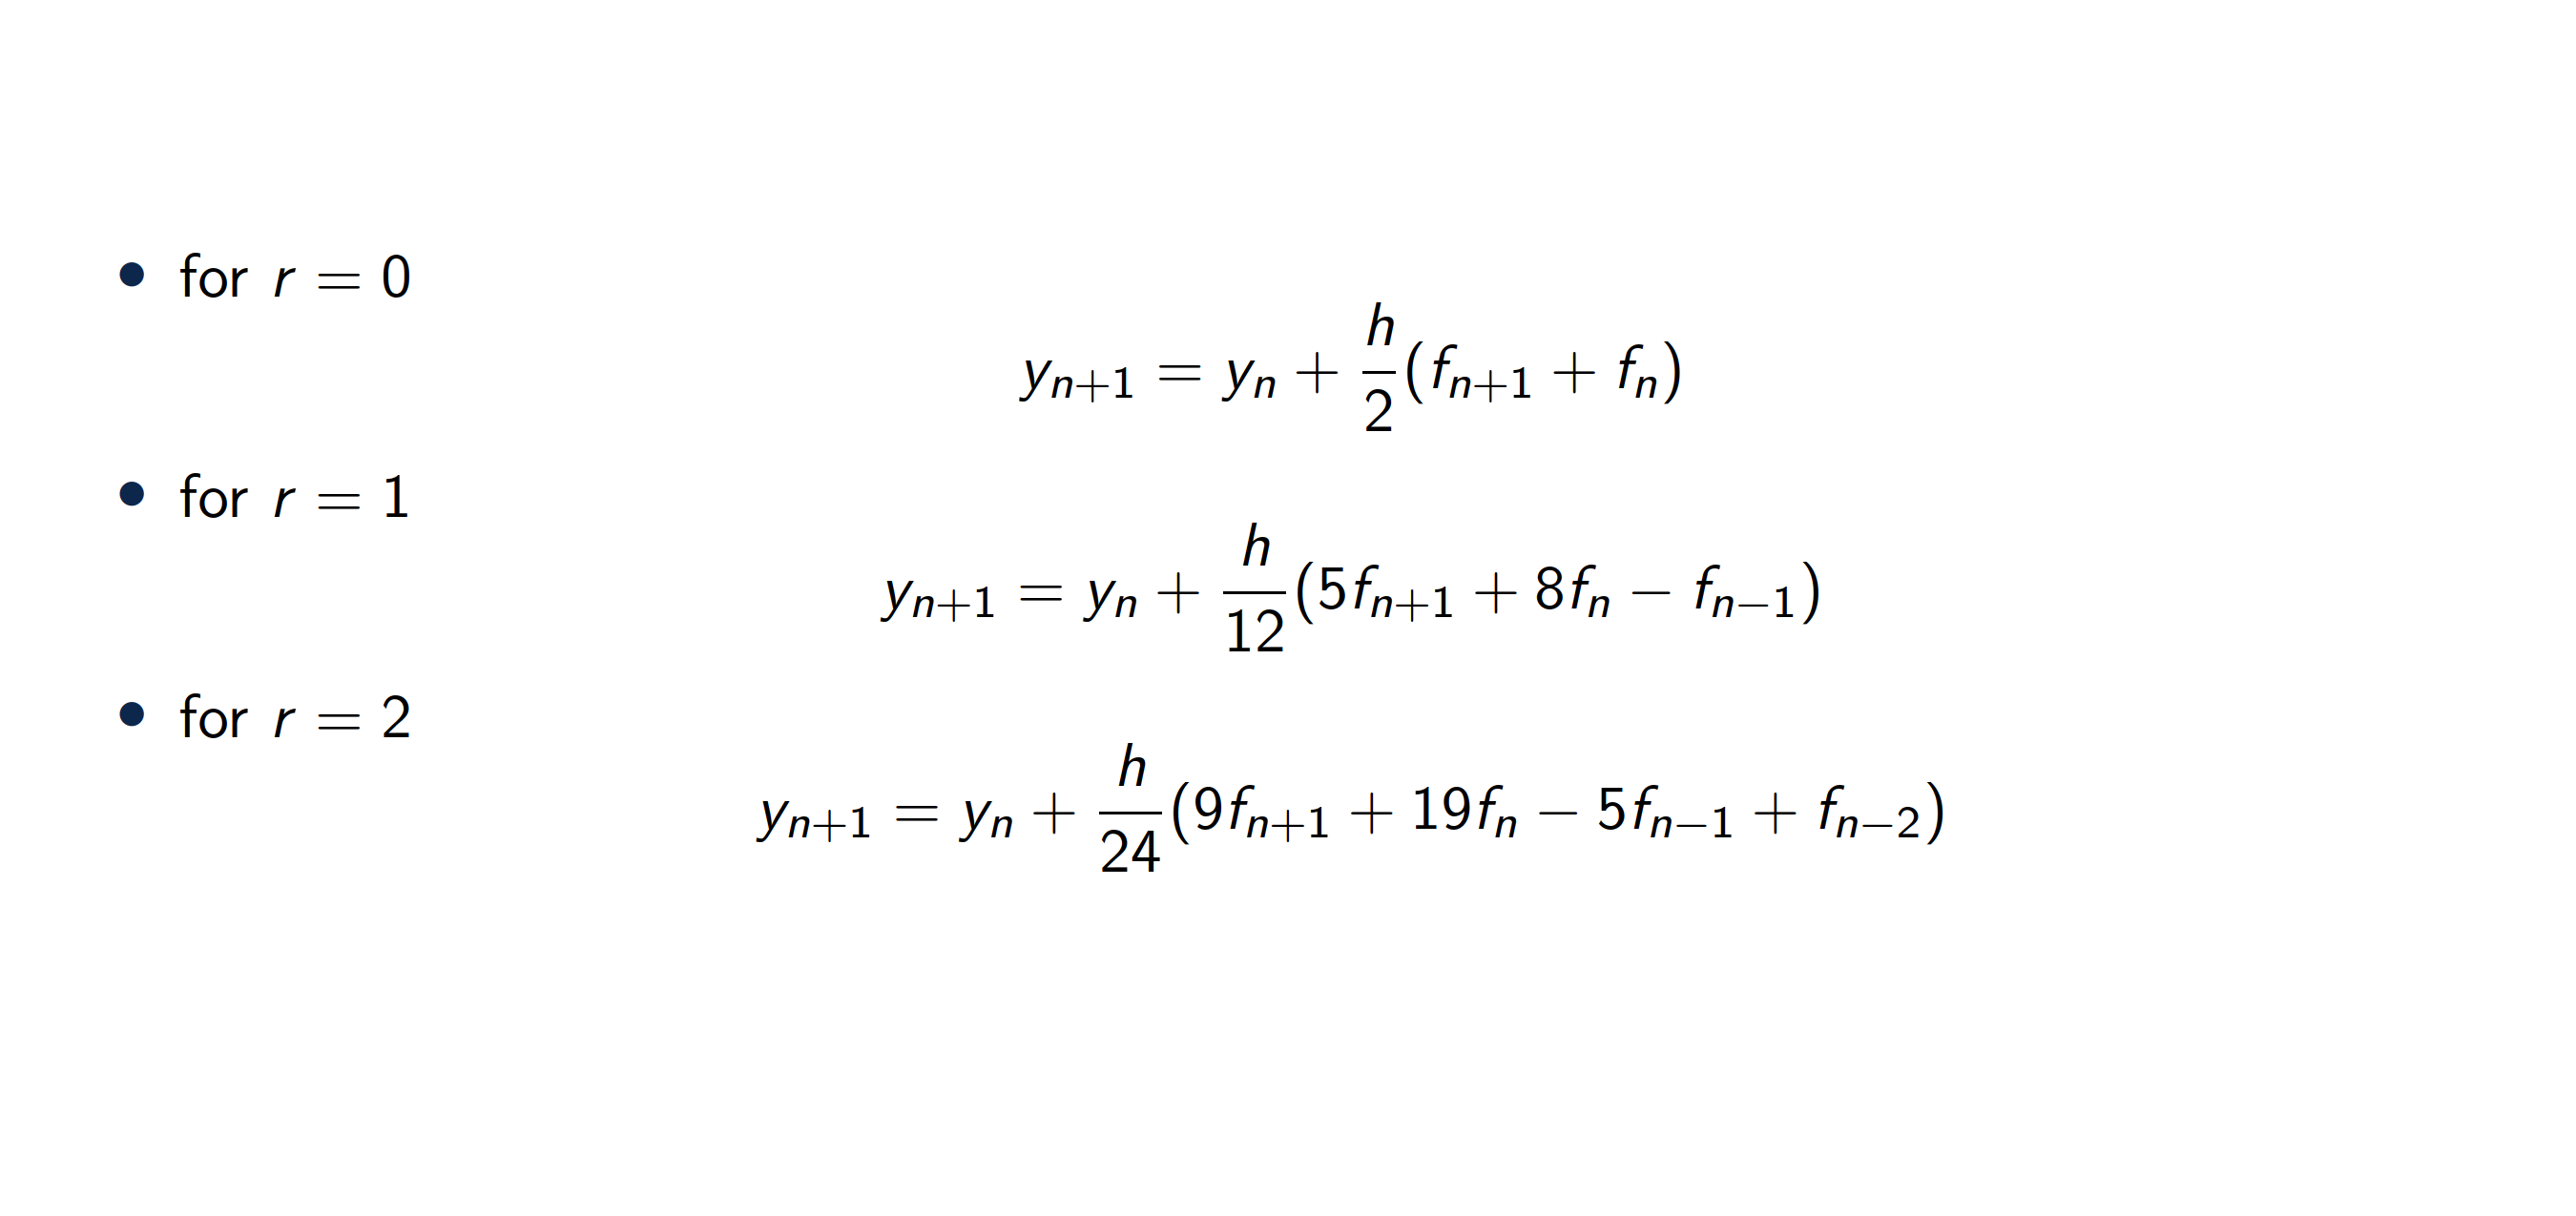 • for r = 0
y_{n+1} = y_n + \frac{h}{2}(f_{n+1} + f_n)
• for r = 1
y_{n+1} = y_n + \frac{h}{12}(5f_{n+1} + 8f_n − f_{n−1})
• for r = 2
y_{n+1} = y_n + \frac{h}{24}(9f_{n+1} + 19f_n − 5f_{n−1} + f_{n−2})